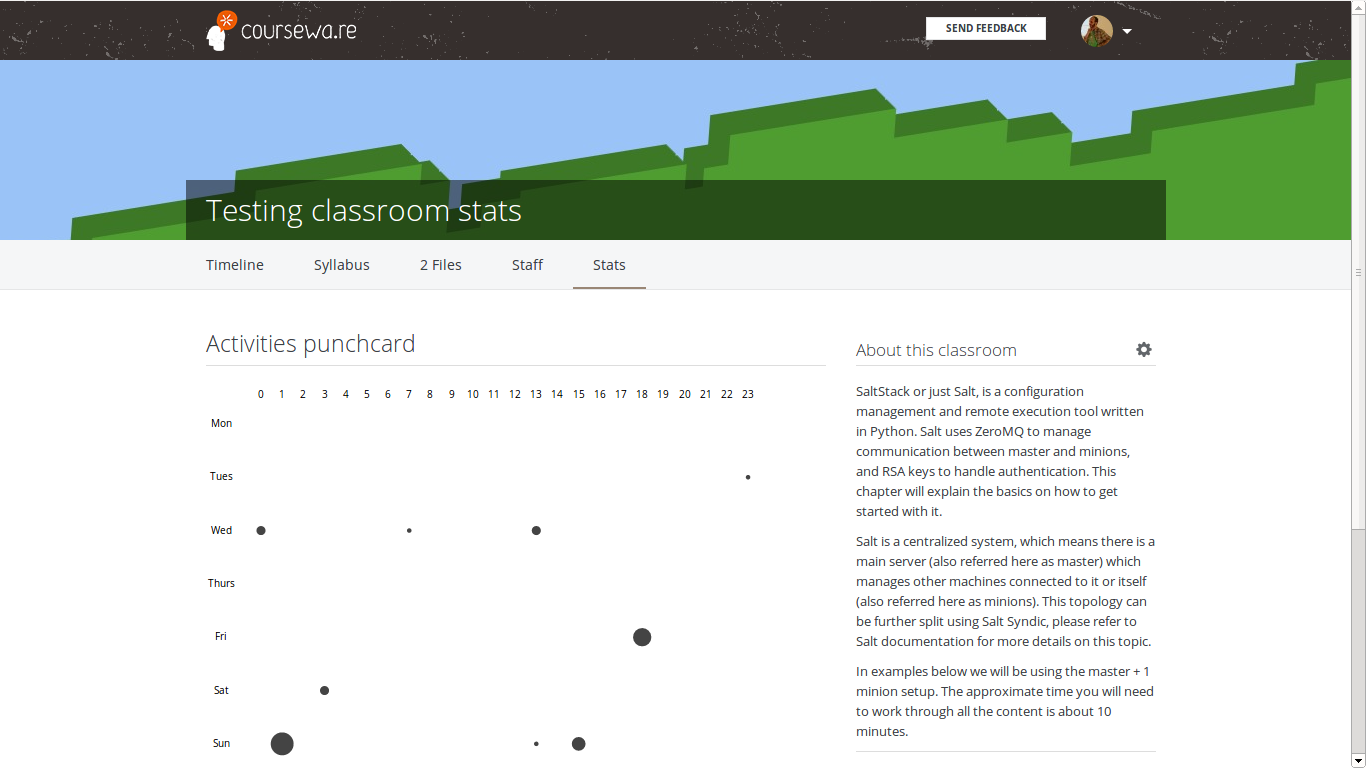 coursewa.re
SEND FEEDBACK
Testing classroom stats
Timeline
Syllabus
2 Files
Staff
Stats
Activities punchcard
0 1 2 3 4 5 6 7 8 9 10 11 12 13 14 15 16 17 18 19 20 21 22 23
Mon
Tues
Wed
Thurs
Fri
Sat
Sun
About this classroom
SaltStack or just Salt, is a configuration
management and remote execution tool written
in Python. Salt uses ZeroMQ to manage
communication between master and minions,
and RSA keys to handle authentication. This
chapter will explain the basics on how to get
started with it.
Salt is a centralized system, which means there is a
main server (also referred here as master) which
manages other machines connected to it or itself
(also referred here as minions). This topology can
be further split using Salt Syndic, please refer to
Salt documentation for more details on this topic.
In examples below we will be using the master + 1
minion setup. The approximate time you will need
to work through all the content is about 10
minutes.